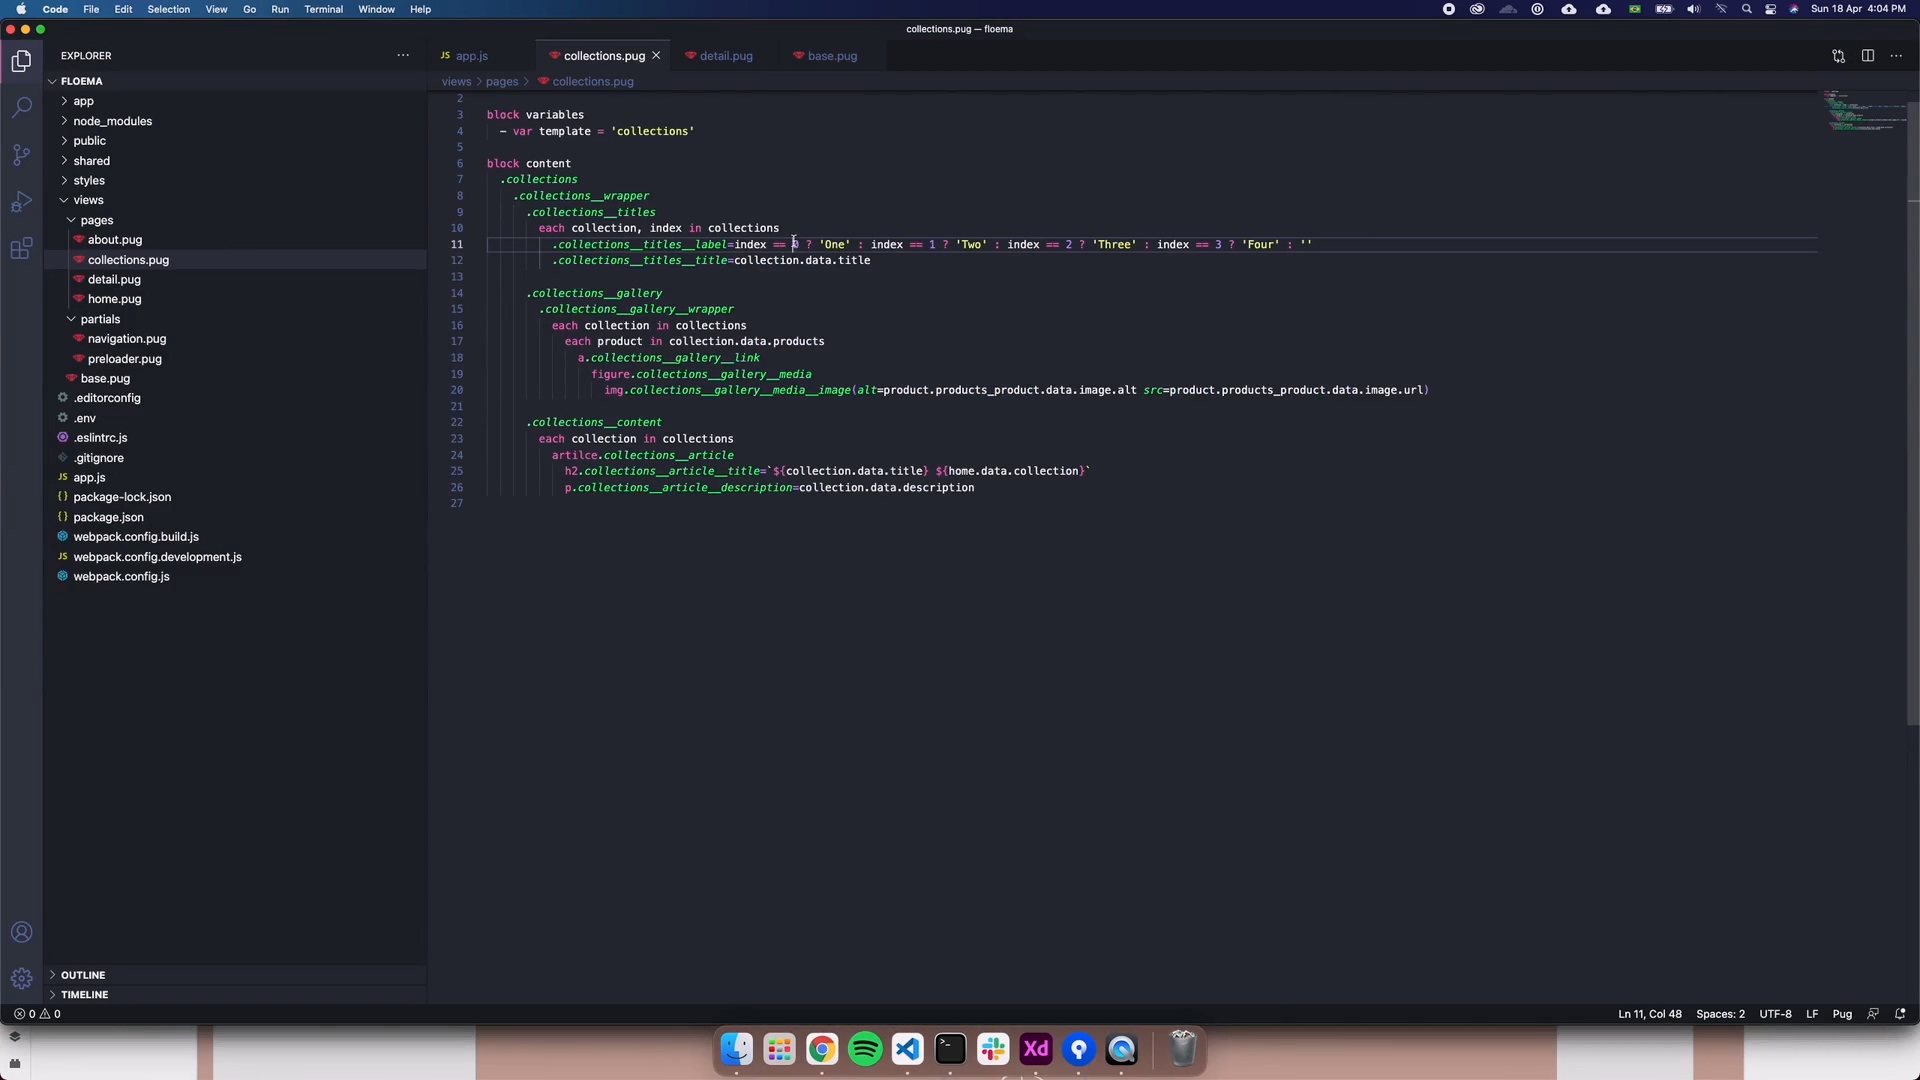 Code File Edit Selection View Go Run Terminal Window Help
Sun 18 Apr 4:04 PM
collections.pug — floema
EXPLORER
FLOEMA
app
node_modules
public
shared
styles
views
pages
about.pug
collections.pug
detail.pug
home.pug
partials
navigation.pug
preloader.pug
base.pug
.editorconfig
.env
.eslintrc.js
.gitignore
JS app.js
{} package-lock.json
{} package.json
webpack.config.build.js
JS webpack.config.development.js
webpack.config.js
OUTLINE
TIMELINE
JS app.js
collections.pug
detail.pug
base.pug
views > pages > collections.pug
2
3 block variables
4 - var template = 'collections'
5
6 block content
7 .collections
8 .collections__wrapper
9 .collections__titles
10 each collection, index in collections
11 .collections__titles__label=index == 0 ? 'One' : index == 1 ? 'Two' : index == 2 ? 'Three' : index == 3 ? 'Four' : ''
12 .collections__titles__title=collection.data.title
13
14 .collections__gallery
15 .collections__gallery__wrapper
16 each collection in collections
17 each product in collection.data.products
18 a.collections__gallery__link
19 figure.collections__gallery__media
20 img.collections__gallery__media__image(alt=product.products_product.data.image.alt src=product.products_product.data.image.url)
21
22 .collections__content
23 each collection in collections
24 artilce.collections__article
25 h2.collections__article__title=`${collection.data.title} ${home.data.collection}`
26 p.collections__article__description=collection.data.description
27
0 0
Ln 11, Col 48 Spaces: 2 UTF-8 LF Pug
Xd